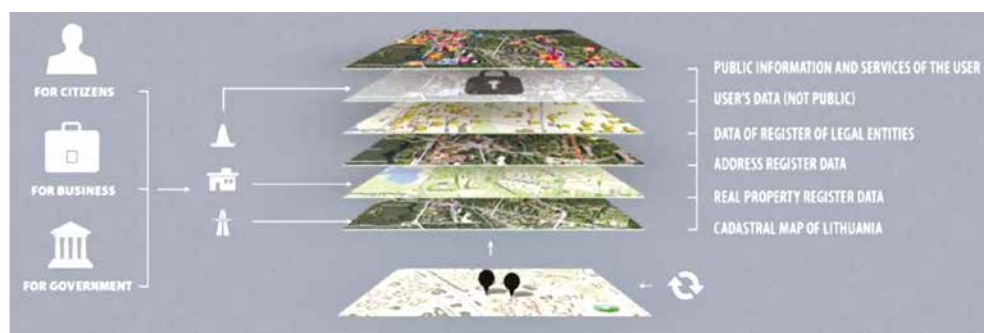 FOR CITIZENS
FOR BUSINESS
FOR GOVERNMENT
PUBLIC INFORMATION AND SERVICES OF THE USER
USER'S DATA (NOT PUBLIC)
DATA OF REGISTER OF LEGAL ENTITIES
ADDRESS REGISTER DATA
REAL PROPERTY REGISTER DATA
CADASTRAL MAP OF LITHUANIA